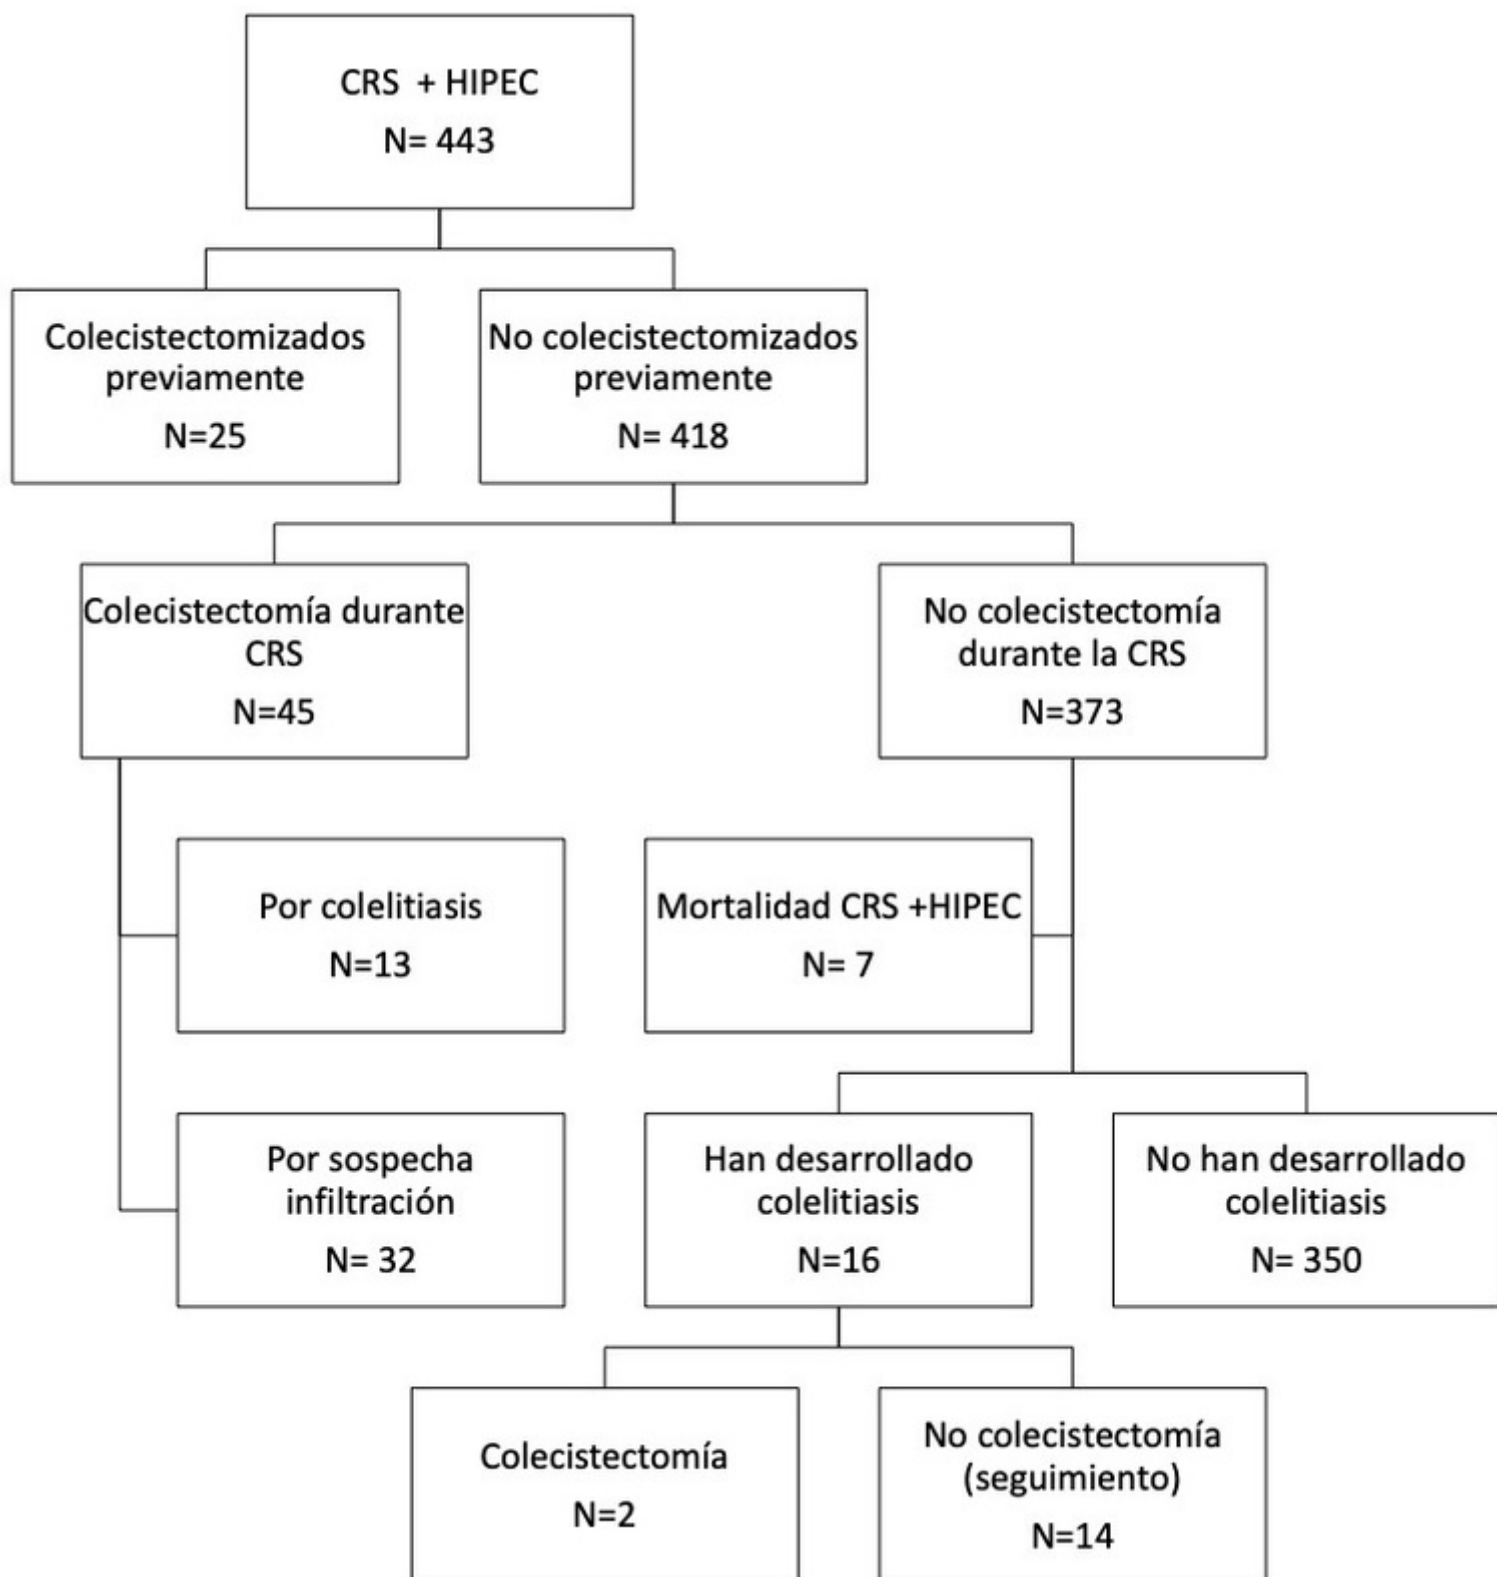 CRS + HIPEC
N= 443
Colecistectomizados
previamente
N=25
No colecistectomizados
previamente
N= 418
Colecistectomía durante
CRS
N=45
No colecistectomía
durante la CRS
N=373
Por colelitiasis
N=13
Mortalidad CRS +HIPEC
N= 7
Por sospecha
infiltración
N= 32
Han desarrollado
colelitiasis
N=16
No han desarrollado
colelitiasis
N= 350
Colecistectomía
N=2
No colecistectomía
(seguimiento)
N=14